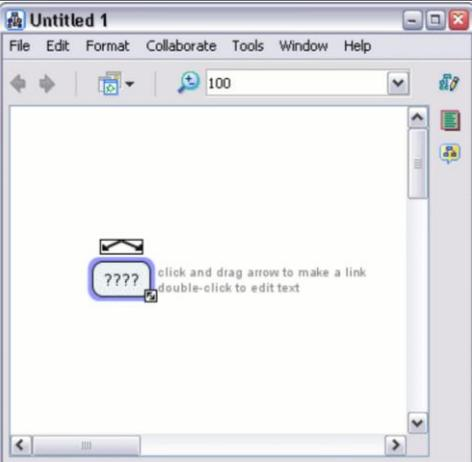 Untitled 1
File Edit Format Collaborate Tools Window Help
100
click and drag arrow to make a link
???? double-click to edit text